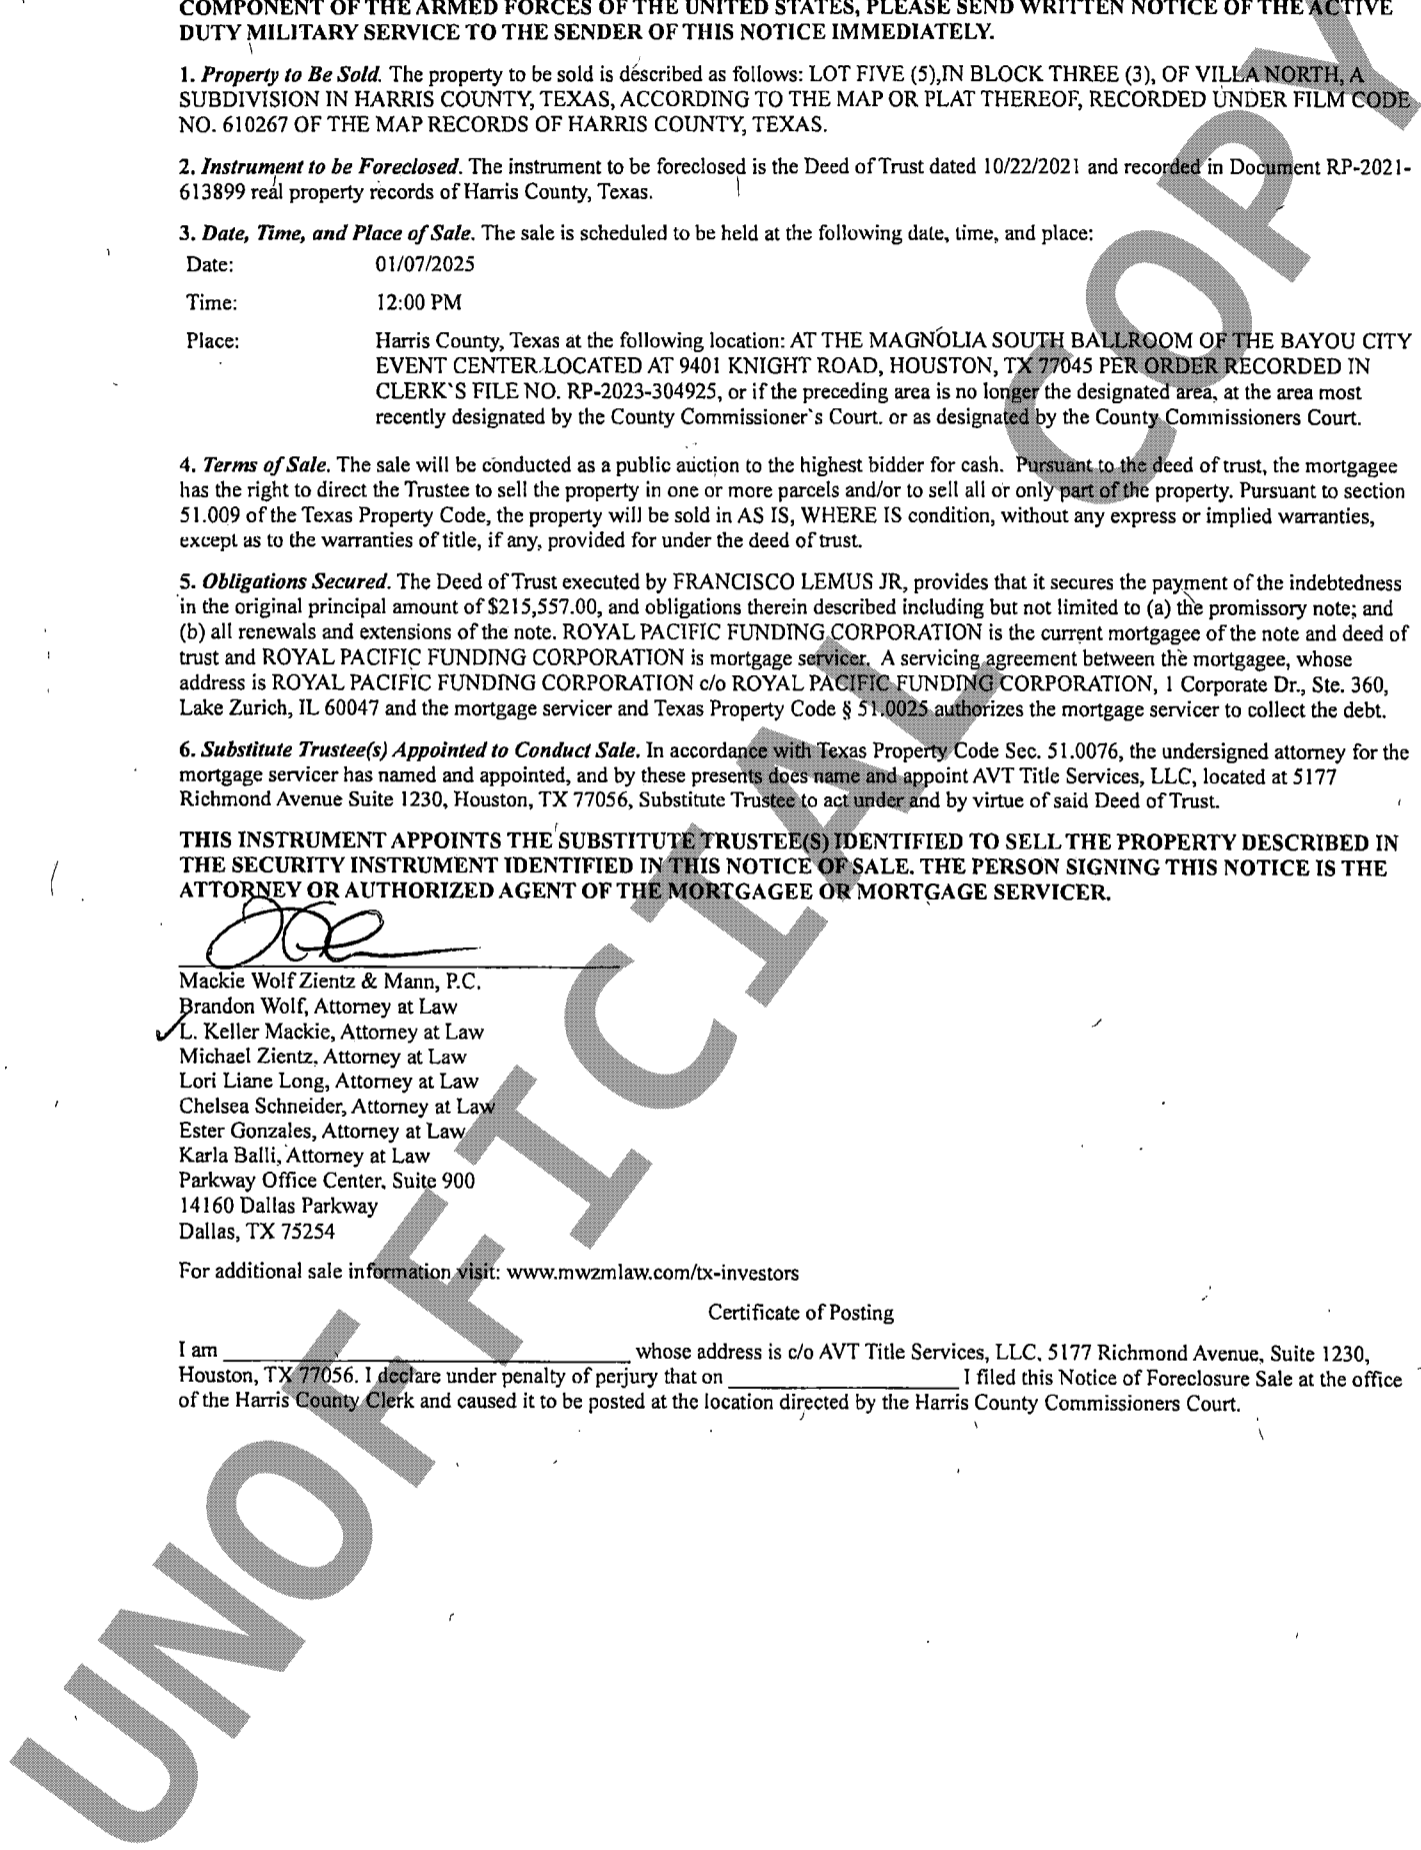 COMPONENT OF THE ARMED FORCES OF THE UNITED STATES, PLEASE SEND WRITTEN NOTICE OF THE ACTIVE
DUTY MILITARY SERVICE TO THE SENDER OF THIS NOTICE IMMEDIATELY.
1. Property to Be Sold. The property to be sold is described as follows: LOT FIVE (5),IN BLOCK THREE (3), OF VILLA NORTH, A
SUBDIVISION IN HARRIS COUNTY, TEXAS, ACCORDING TO THE MAP OR PLAT THEREOF, RECORDED UNDER FILM CODE
NO. 610267 OF THE MAP RECORDS OF HARRIS COUNTY, TEXAS.
2. Instrument to be Foreclosed. The instrument to be foreclosed is the Deed of Trust dated 10/22/2021 and recorded in Document RP-2021-
613899 real property records of Harris County, Texas.
3. Date, Time, and Place of Sale. The sale is scheduled to be held at the following date, time, and place:
Date: 01/07/2025
Time: 12:00 PM
Place: Harris County, Texas at the following location: AT THE MAGNOLIA SOUTH BALLROOM OF THE BAYOU CITY
EVENT CENTER LOCATED AT 9401 KNIGHT ROAD, HOUSTON, TX 77045 PER ORDER RECORDED IN
CLERK`S FILE NO. RP-2023-304925, or if the preceding area is no longer the designated area, at the area most
recently designated by the County Commissioner`s Court. or as designated by the County Commissioners Court.
4. Terms of Sale. The sale will be conducted as a public auction to the highest bidder for cash. Pursuant to the deed of trust, the mortgagee
has the right to direct the Trustee to sell the property in one or more parcels and/or to sell all or only part of the property. Pursuant to section
51.009 of the Texas Property Code, the property will be sold in AS IS, WHERE IS condition, without any express or implied warranties,
except as to the warranties of title, if any, provided for under the deed of trust.
5. Obligations Secured. The Deed of Trust executed by FRANCISCO LEMUS JR, provides that it secures the payment of the indebtedness
in the original principal amount of $215,557.00, and obligations therein described including but not limited to (a) the promissory note; and
(b) all renewals and extensions of the note. ROYAL PACIFIC FUNDING CORPORATION is the current mortgagee of the note and deed of
trust and ROYAL PACIFIC FUNDING CORPORATION is mortgage servicer. A servicing agreement between the mortgagee, whose
address is ROYAL PACIFIC FUNDING CORPORATION c/o ROYAL PACIFIC FUNDING CORPORATION, 1 Corporate Dr., Ste. 360,
Lake Zurich, IL 60047 and the mortgage servicer and Texas Property Code § 51.0025 authorizes the mortgage servicer to collect the debt.
6. Substitute Trustee(s) Appointed to Conduct Sale. In accordance with Texas Property Code Sec. 51.0076, the undersigned attorney for the
mortgage servicer has named and appointed, and by these presents does name and appoint AVT Title Services, LLC, located at 5177
Richmond Avenue Suite 1230, Houston, TX 77056, Substitute Trustee to act under and by virtue of said Deed of Trust.
THIS INSTRUMENT APPOINTS THE SUBSTITUTE TRUSTEE(S) IDENTIFIED TO SELL THE PROPERTY DESCRIBED IN
THE SECURITY INSTRUMENT IDENTIFIED IN THIS NOTICE OF SALE. THE PERSON SIGNING THIS NOTICE IS THE
ATTORNEY OR AUTHORIZED AGENT OF THE MORTGAGEE OR MORTGAGE SERVICER.
Mackie Wolf Zientz & Mann, P.C.
Brandon Wolf, Attorney at Law
L. Keller Mackie, Attorney at Law
Michael Zientz, Attorney at Law
Lori Liane Long, Attorney at Law
Chelsea Schneider, Attorney at Law
Ester Gonzales, Attorney at Law
Karla Balli, Attorney at Law
Parkway Office Center, Suite 900
14160 Dallas Parkway
Dallas, TX 75254
For additional sale information visit: www.mwzmlaw.com/tx-investors
Certificate of Posting
I am ______ whose address is c/o AVT Title Services, LLC, 5177 Richmond Avenue, Suite 1230,
Houston, TX 77056. I declare under penalty of perjury that on ______ I filed this Notice of Foreclosure Sale at the office
of the Harris County Clerk and caused it to be posted at the location directed by the Harris County Commissioners Court.
UNOFFICIAL COPY